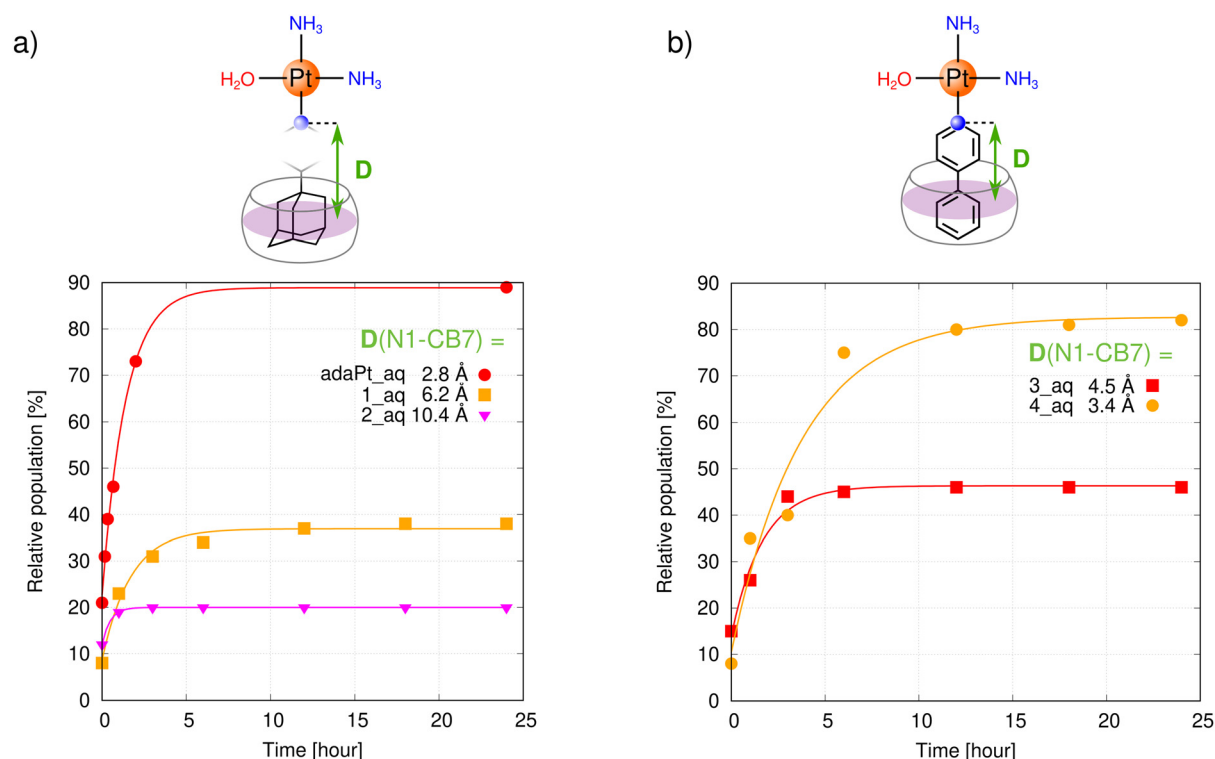 a)
NH3
H2O
Pt
NH3
D
90
80
70
60
50
40
30
20
10
0
Relative population [%]
D(N1-CB7) =
adaPt_aq 2.8 Å
1_aq 6.2 Å
2_aq 10.4 Å
0 5 10 15 20 25
Time [hour]
b)
NH3
H2O
Pt
NH3
D
90
80
70
60
50
40
30
20
10
0
Relative population [%]
D(N1-CB7) =
3_aq 4.5 Å
4_aq 3.4 Å
0 5 10 15 20 25
Time [hour]